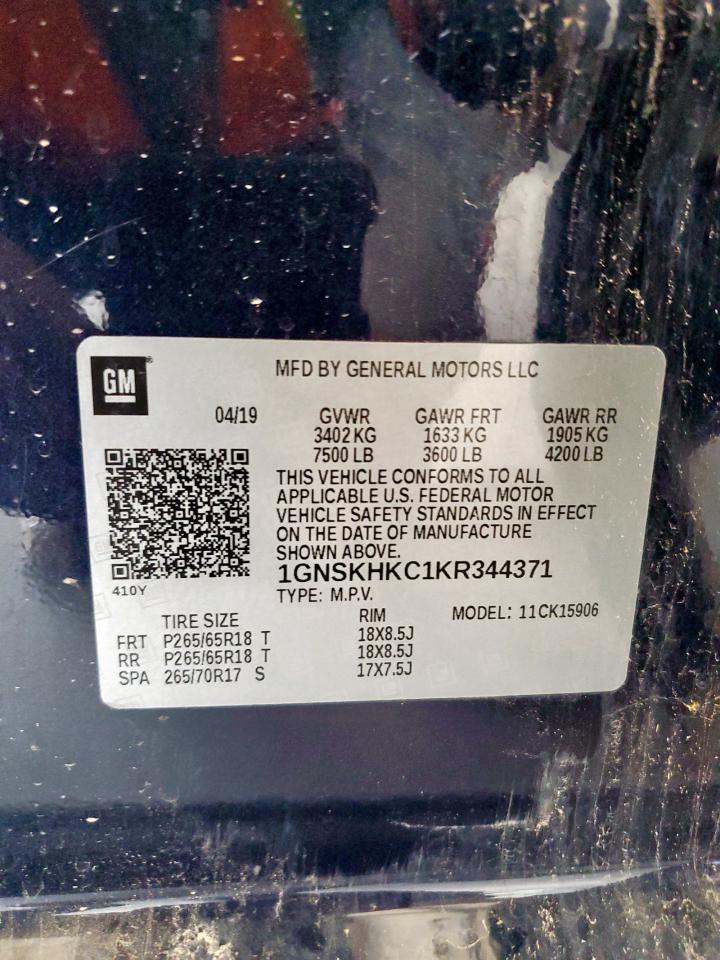 GM
MFD BY GENERAL MOTORS LLC
04/19 GVWR GAWR FRT GAWR RR
3402 KG 1633 KG 1905 KG
7500 LB 3600 LB 4200 LB
THIS VEHICLE CONFORMS TO ALL
APPLICABLE U.S. FEDERAL MOTOR
VEHICLE SAFETY STANDARDS IN EFFECT
ON THE DATE OF MANUFACTURE
SHOWN ABOVE.
1GNSKHKC1KR344371
410Y
TYPE: M.P.V.
TIRE SIZE RIM MODEL: 11CK15906
FRT P265/65R18 T 18X8.5J
RR P265/65R18 T 18X8.5J
SPA 265/70R17 S 17X7.5J